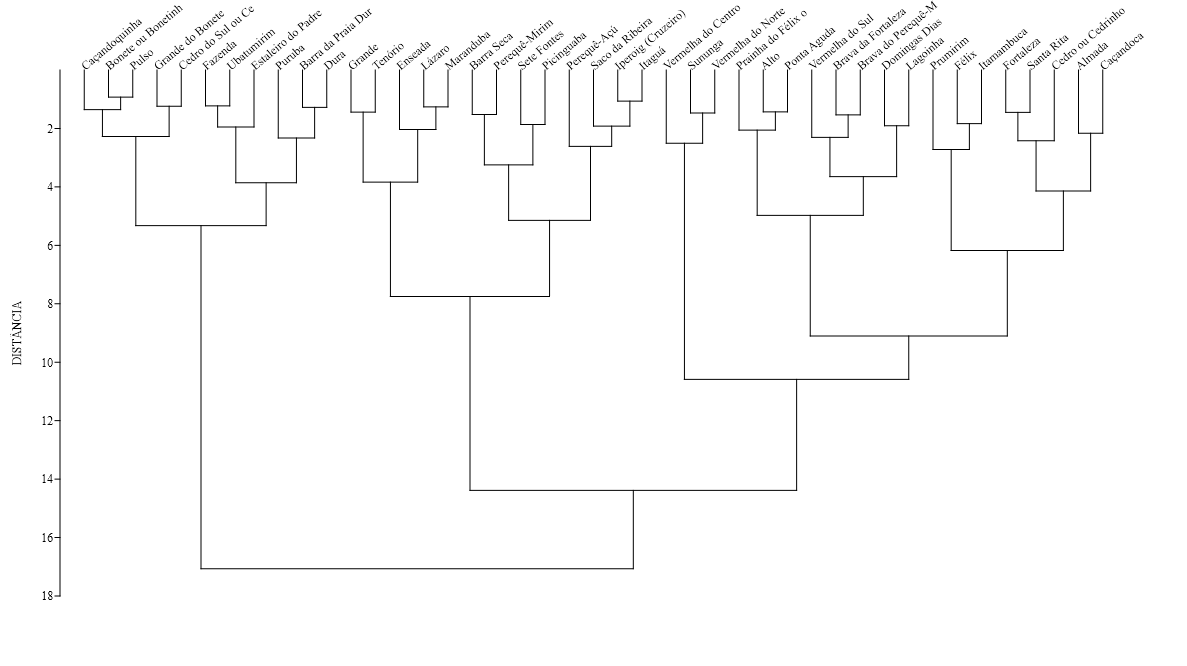 Caçandoquinha
Bonete ou Bonetinh
Pulso
Grande do Bonete
Cedro do Sul ou Ce
Fazenda
Ubatumirim
Estaleiro do Padre
Puruba
Barra da Praia Dur
Dura
Grande
Tenório
Enseada
Lázaro
Maranduba
Barra Seca
Perequê-Mirim
Sete Fontes
Picinguaba
Perequê-Açú
Saco da Ribeira
Iperoig (Cruzeiro)
Itaguá
Vermelha do Centro
Sununga
Vermelha do Norte
Prainha do Félix o
Alto
Ponta Aguda
Vermelha do Sul
Brava da Fortaleza
Brava do Perequê-M
Domingas Dias
Lagoinha
Prumirim
Félix
Itamambuca
Fortaleza
Santa Rita
Cedro ou Cedrinho
Almada
Caçandoca
2
4
6
8
10
12
14
16
18
DISTÂNCIA